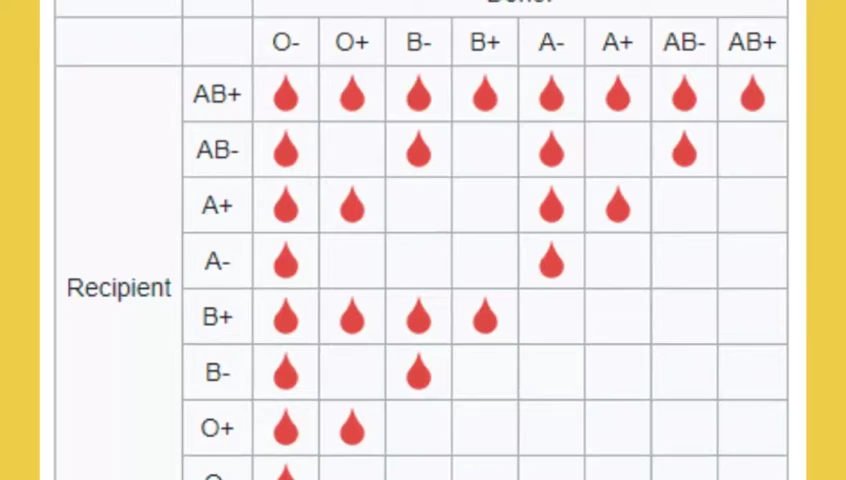 O- O+ B- B+ A- A+ AB- AB+
AB+
AB-
A+
A-
Recipient
B+
B-
O+